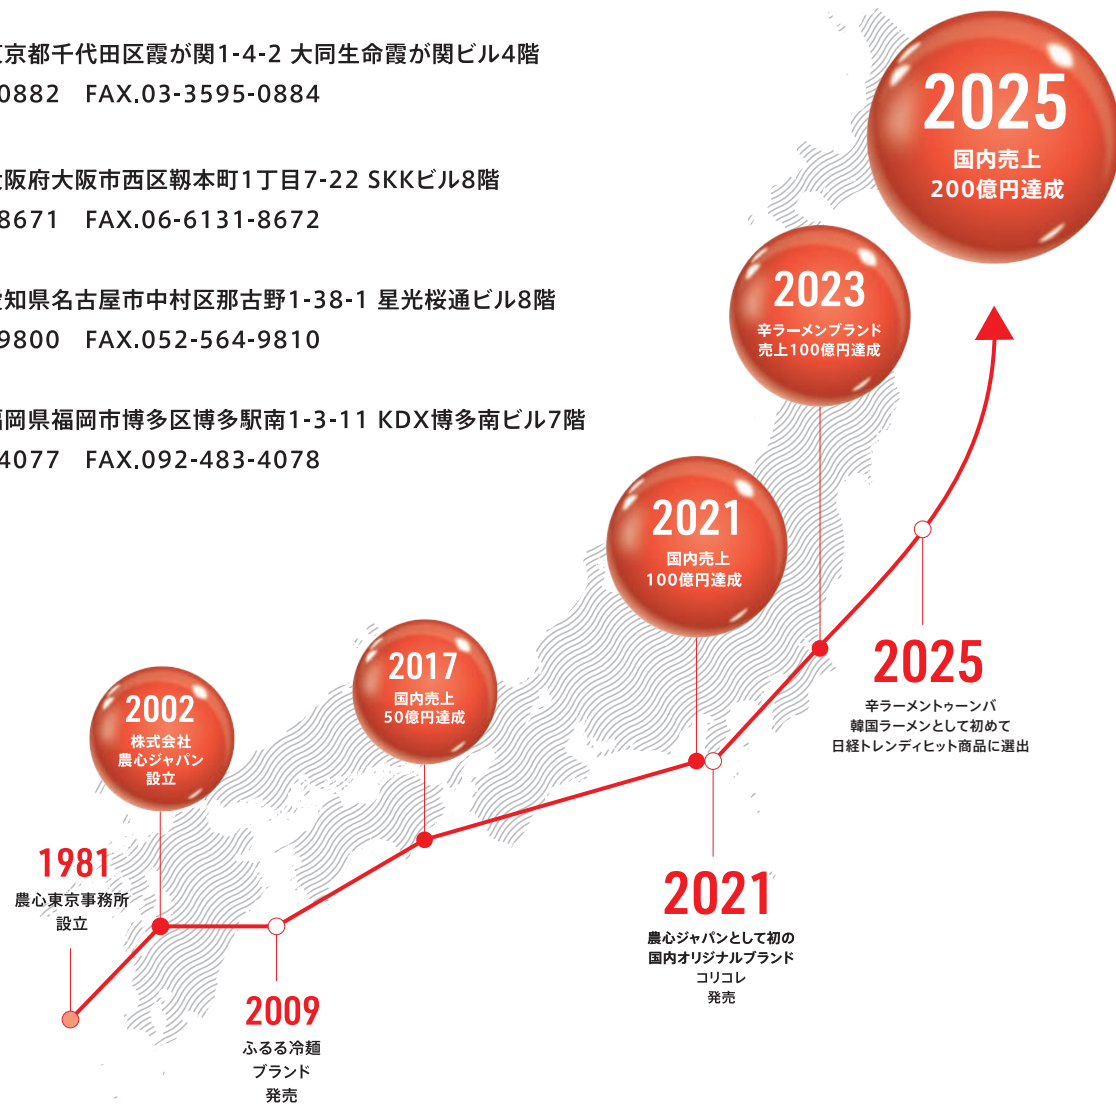 京都千代田区霞が関1-4-2 大同生命霞が関ビル4階
0882 FAX.03-3595-0884
阪府大阪市西区靱本町1丁目7-22 SKKビル8階
8671 FAX.06-6131-8672
知県名古屋市中村区那古野1-38-1 星光桜通ビル8階
9800 FAX.052-564-9810
岡県福岡市博多区博多駅南1-3-11 KDX博多南ビル7階
4077 FAX.092-483-4078
2025
国内売上
200億円達成
2023
辛ラーメンブランド
売上100億円達成
2021
国内売上
100億円達成
2017
国内売上
50億円達成
2002
株式会社
農心ジャパン
設立
1981
農心東京事務所
設立
2009
ふるる冷麺
ブランド
発売
2021
農心ジャパンとして初の
国内オリジナルブランド
コリコレ
発売
2025
辛ラーメントゥーンバ
韓国ラーメンとして初めて
日経トレンディヒット商品に選出